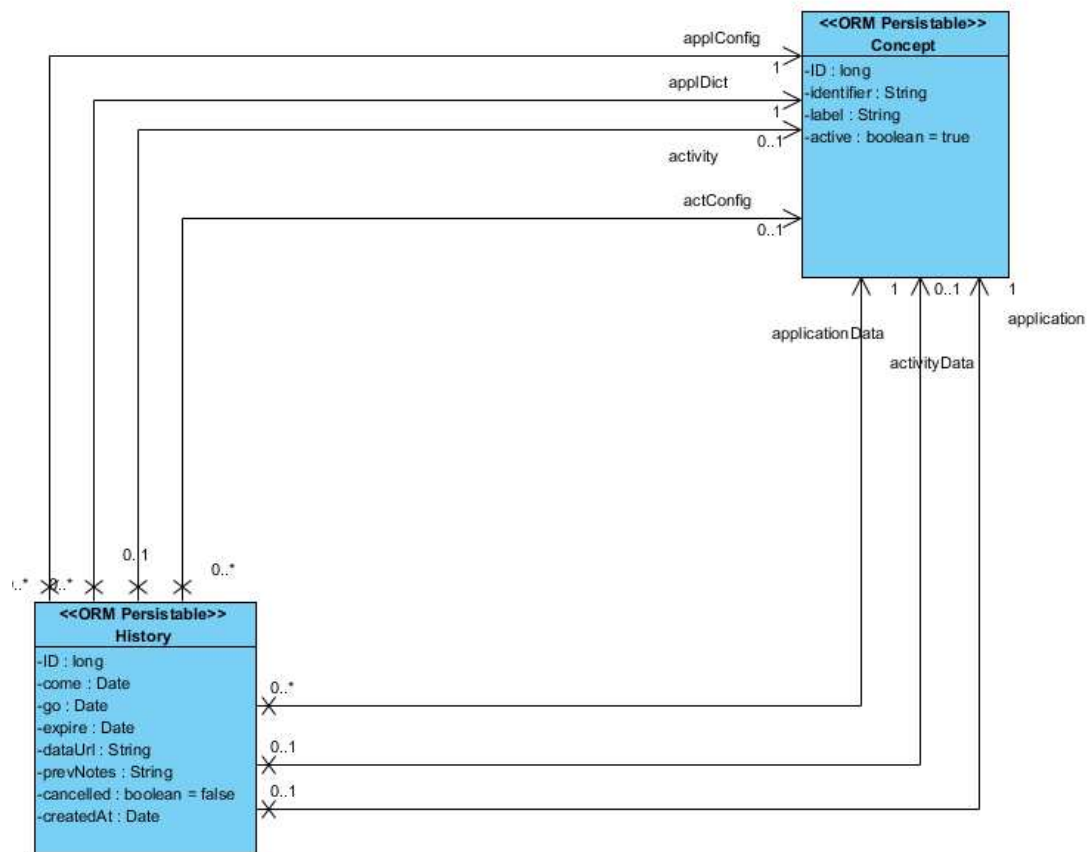 <<ORM Persistable>>
Concept
-ID : long
-identifier : String
-label : String
-active : boolean = true
applConfig
1
applDict
1
0..1
activity
actConfig
0..1
1
0..1
1
applicationData
application
activityData
0..1
0..*
..*
0..*
<<ORM Persistable>>
History
-ID : long
-come : Date
-go : Date
-expire : Date
-dataUrl : String
-prevNotes : String
-cancelled : boolean = false
-createdAt : Date
0..*
0..1
0..1